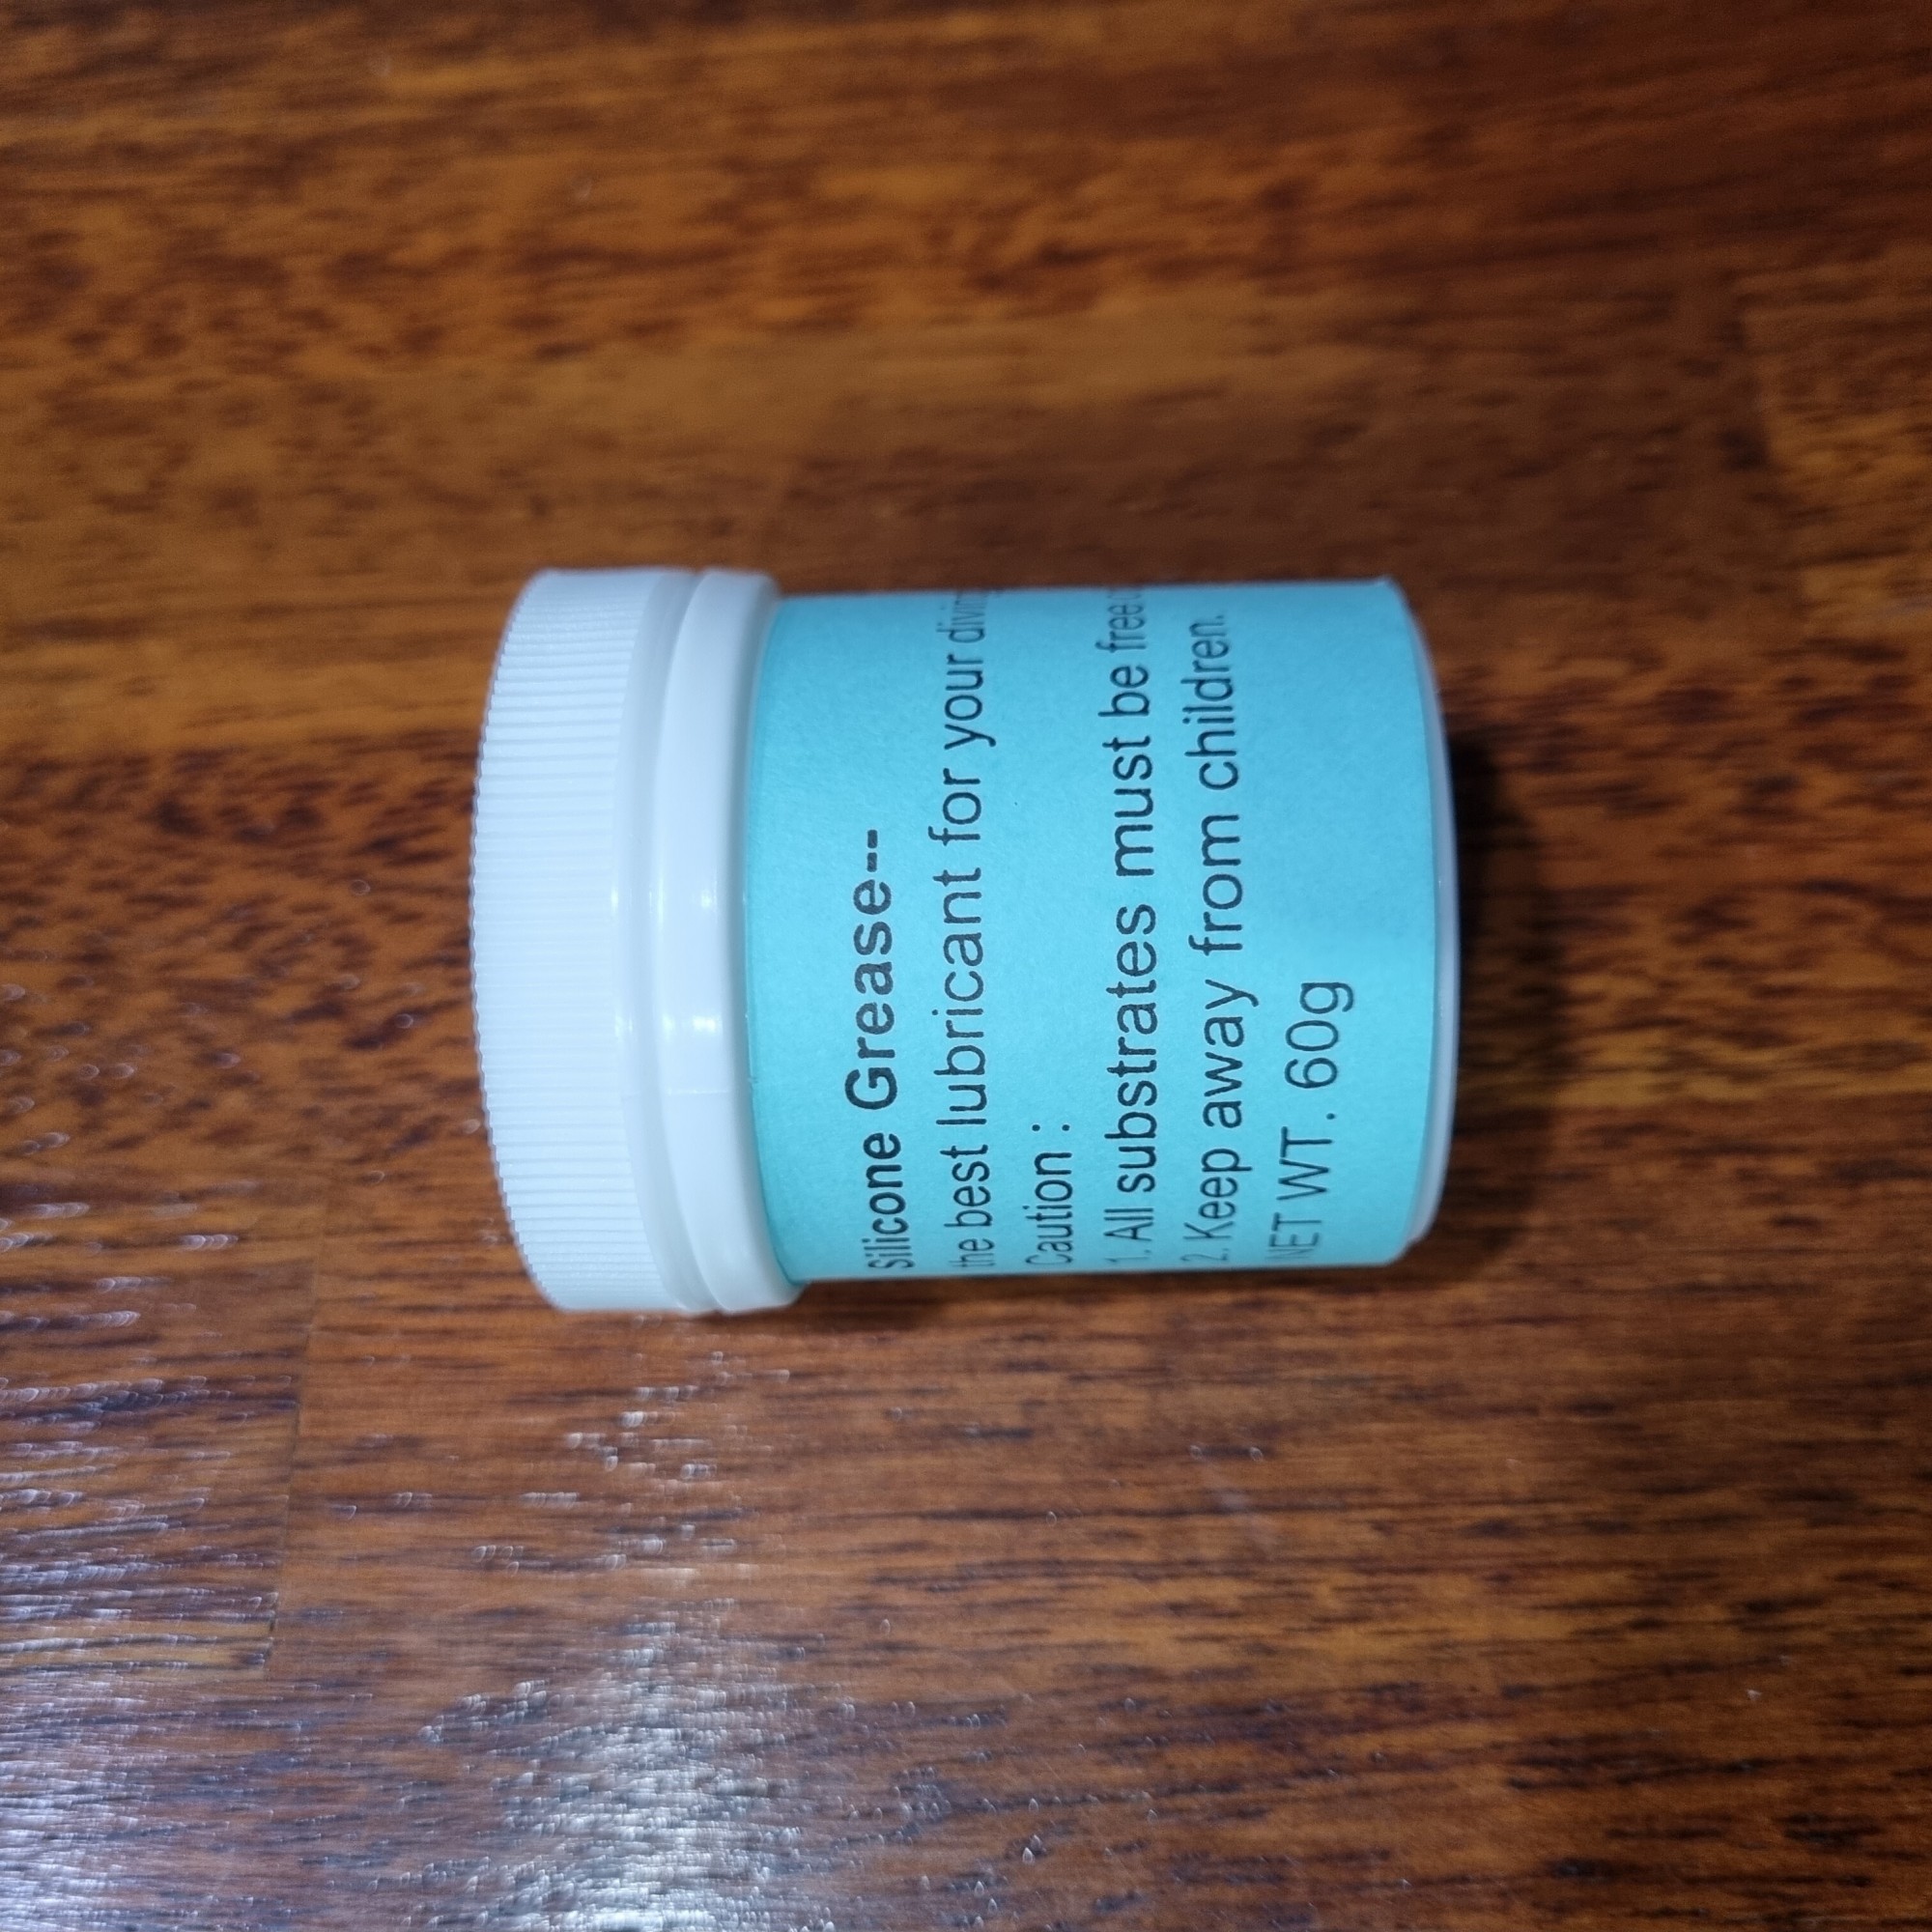 silicone Grease--
the best lubricant for your diving
Caution :
1. All substrates must be free
2. Keep away from children.
NET WT. 60g